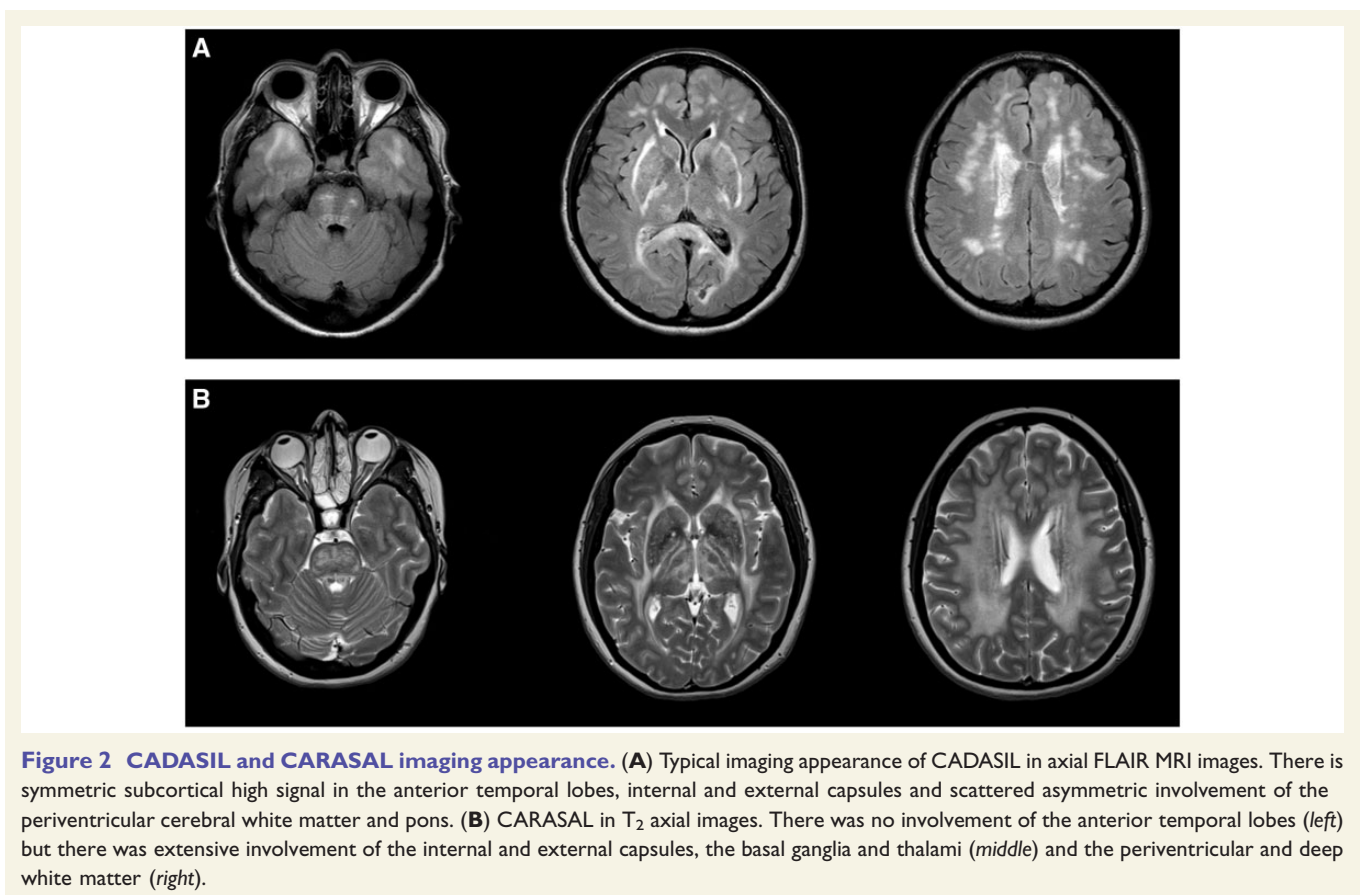 A
B
Figure 2 CADASIL and CARASAL imaging appearance. (A) Typical imaging appearance of CADASIL in axial FLAIR MRI images. There is
symmetric subcortical high signal in the anterior temporal lobes, internal and external capsules and scattered asymmetric involvement of the
periventricular cerebral white matter and pons. (B) CARASAL in T₂ axial images. There was no involvement of the anterior temporal lobes (left)
but there was extensive involvement of the internal and external capsules, the basal ganglia and thalami (middle) and the periventricular and deep
white matter (right).